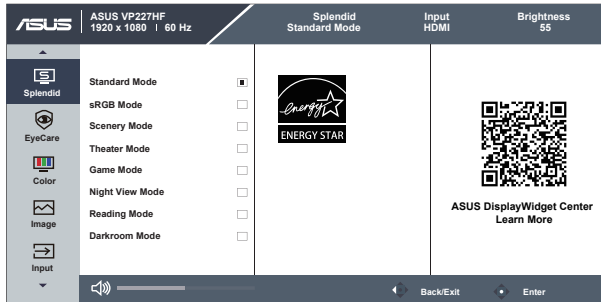 ASUS
ASUS VP227HF
1920 x 1080 | 60 Hz
Splendid
Standard Mode
Input
HDMI
Brightness
55
S
Splendid
EyeCare
Color
Image
Input
Standard Mode
sRGB Mode
Scenery Mode
Theater Mode
Game Mode
Night View Mode
Reading Mode
Darkroom Mode
energy
ENERGY STAR
ASUS DisplayWidget Center
Learn More
Back/Exit
Enter